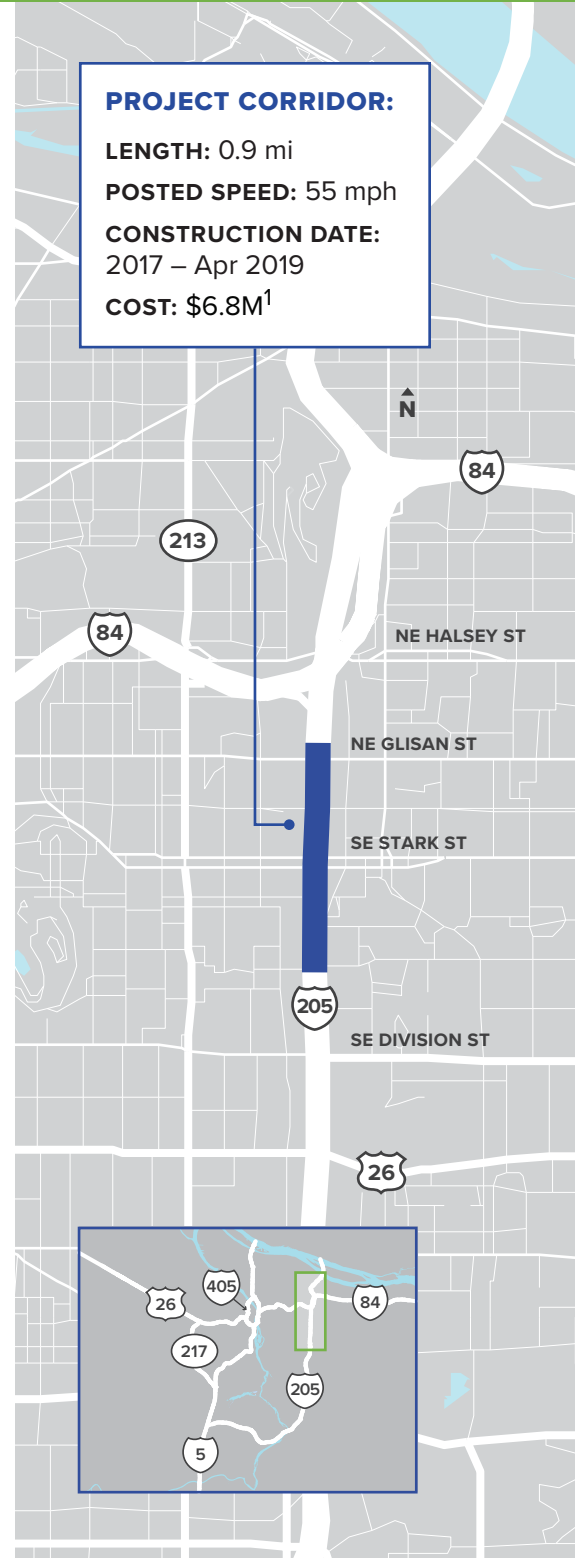 PROJECT CORRIDOR:
LENGTH: 0.9 mi
POSTED SPEED: 55 mph
CONSTRUCTION DATE:
2017 – Apr 2019
COST: $6.8M¹
N
84
213
84
NE HALSEY ST
NE GLISAN ST
SE STARK ST
205
SE DIVISION ST
26
405
26
84
217
205
5